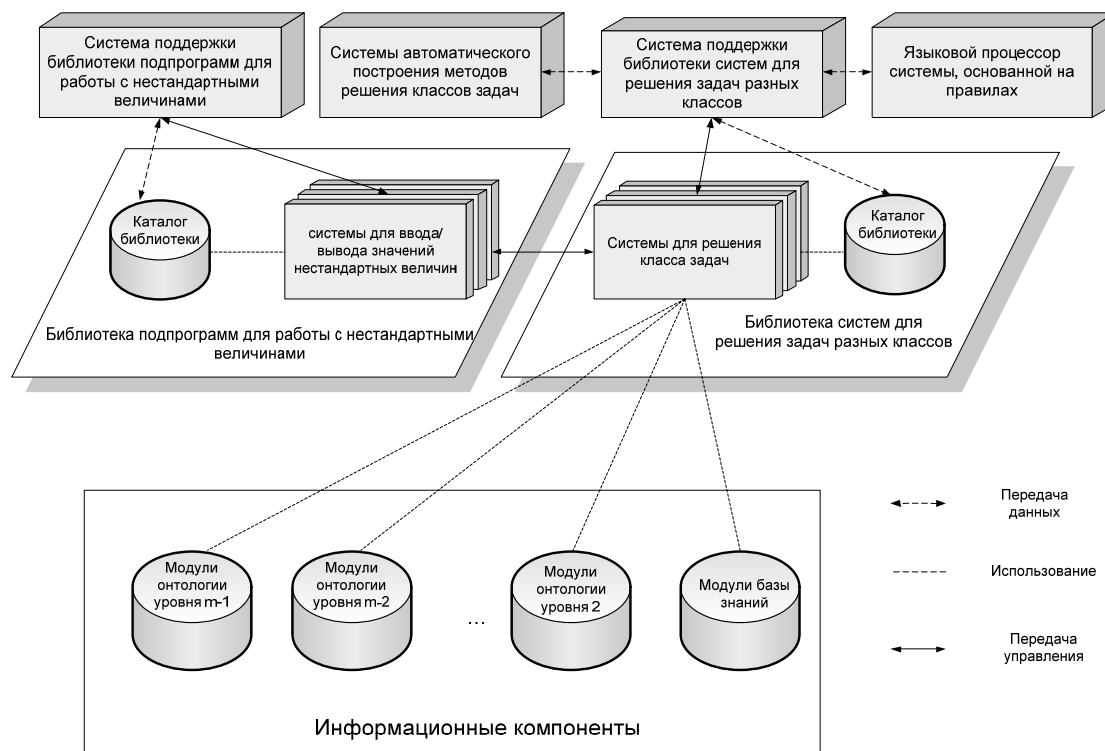 Система поддержки
библиотеки подпрограмм для
работы с нестандартными
величинами
Системы автоматического
построения методов
решения классов задач
Система поддержки
библиотеки систем для
решения задач разных
классов
Языковой процессор
системы, основанной на
правилах
Каталог
библиотеки
системы для ввода/
вывода значений
нестандартных величин
Системы для решения
класса задач
Каталог
библиотеки
Библиотека подпрограмм для работы с нестандартными
величинами
Библиотека систем для
решения задач разных классов
Модули
онтологии
уровня m-1
Модули
онтологии
уровня m-2
...
Модули
онтологии
уровня 2
Модули базы
знаний
Информационные компоненты
Передача
данных
Использование
Передача
управления